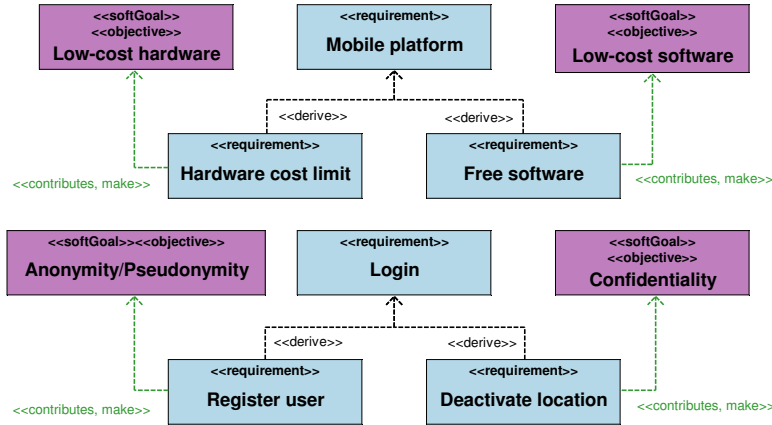 <<softGoal>>
<<objective>>
Low-cost hardware
<<requirement>>
Mobile platform
<<softGoal>>
<<objective>>
Low-cost software
<<derive>>
<<derive>>
<<requirement>>
Hardware cost limit
<<requirement>>
Free software
<<contributes, make>>
<<contributes, make>>
<<softGoal>><<objective>>
Anonymity/Pseudonymity
<<requirement>>
Login
<<softGoal>>
<<objective>>
Confidentiality
<<derive>>
<<derive>>
<<requirement>>
Register user
<<requirement>>
Deactivate location
<<contributes, make>>
<<contributes, make>>